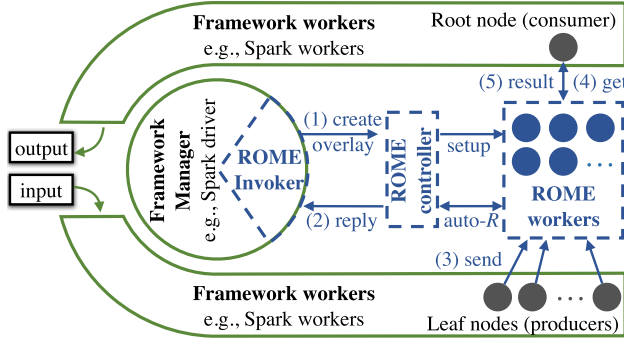 Framework workers
e.g., Spark workers
Root node (consumer)
(5) result
(4) get
output
input
Framework
Manager
e.g., Spark driver
ROME
Invoker
(1) create
overlay
(2) reply
ROME
controller
setup
auto-R
...
ROME
workers
(3) send
...
Framework workers
e.g., Spark workers
Leaf nodes (producers)